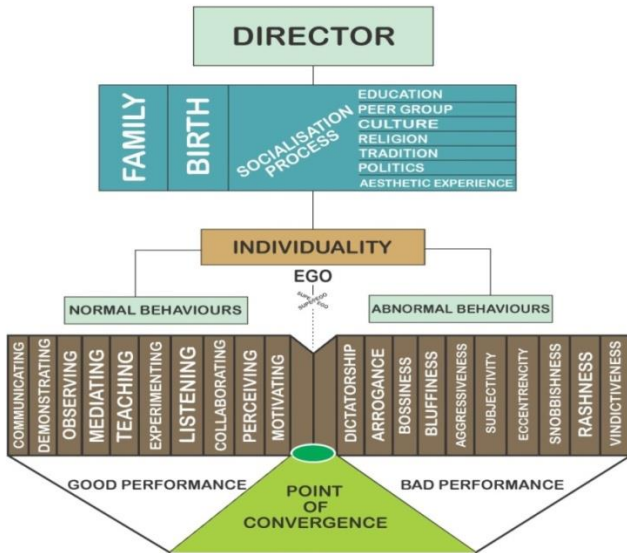 DIRECTOR
FAMILY
BIRTH
SOCIALISATION
PROCESS
EDUCATION
PEER GROUP
CULTURE
RELIGION
TRADITION
POLITICS
AESTHETIC EXPERIENCE
INDIVIDUALITY
EGO
NORMAL BEHAVIOURS
ABNORMAL BEHAVIOURS
COMMUNICATING
DEMONSTRATING
OBSERVING
MEDIATING
TEACHING
EXPERIMENTING
LISTENING
COLLABORATING
PERCEIVING
MOTIVATING
DICTATORSHIP
ARROGANCE
BOSSINESS
BLUFFINESS
AGGRESSIVENESS
SUBJECTIVITY
ECCENTRENCITY
SNOBBISHNESS
RASHNESS
VINDICTIVENESS
GOOD PERFORMANCE
BAD PERFORMANCE
POINT
OF
CONVERGENCE